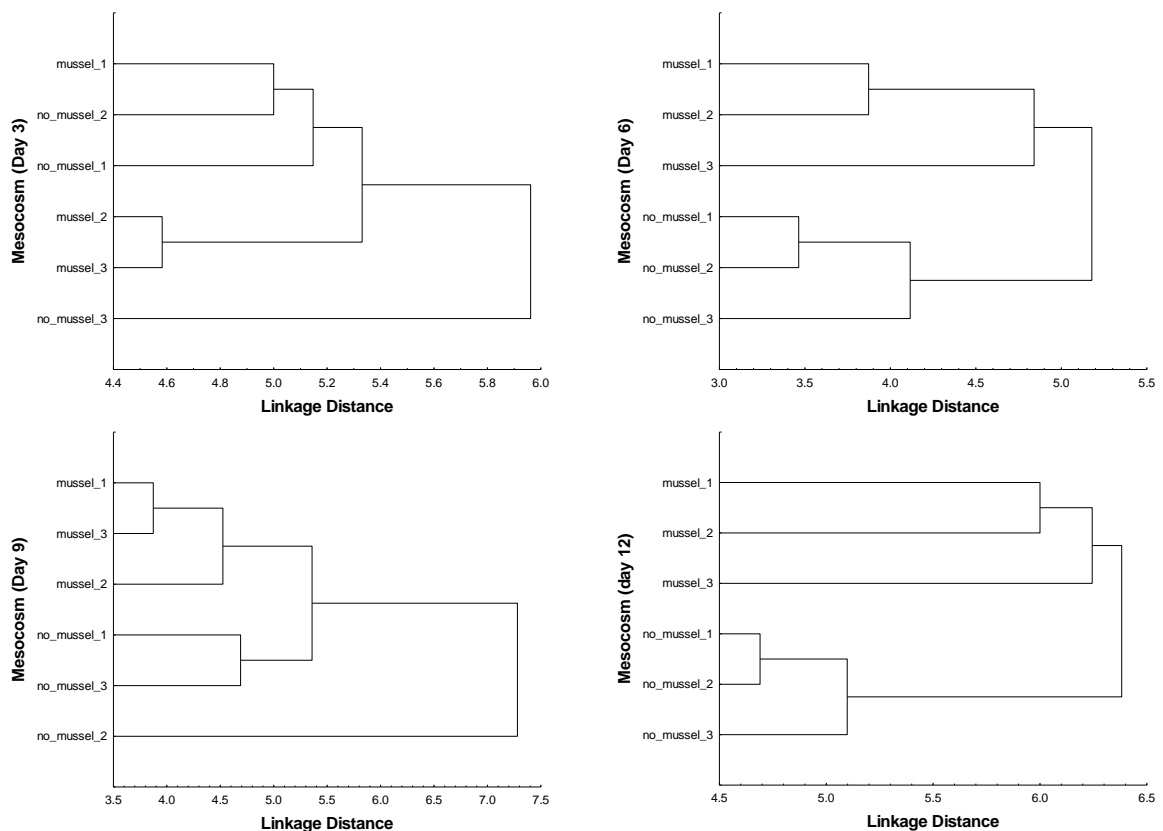 Mesocosm (Day 3)
mussel_1
no_mussel_2
no_mussel_1
mussel_2
mussel_3
no_mussel_3
4.4 4.6 4.8 5.0 5.2 5.4 5.6 5.8 6.0
Linkage Distance
Mesocosm (Day 6)
mussel_1
mussel_2
mussel_3
no_mussel_1
no_mussel_2
no_mussel_3
3.0 3.5 4.0 4.5 5.0 5.5
Linkage Distance
Mesocosm (Day 9)
mussel_1
mussel_3
mussel_2
no_mussel_1
no_mussel_3
no_mussel_2
3.5 4.0 4.5 5.0 5.5 6.0 6.5 7.0 7.5
Linkage Distance
Mesocosm (day 12)
mussel_1
mussel_2
mussel_3
no_mussel_1
no_mussel_2
no_mussel_3
4.5 5.0 5.5 6.0 6.5
Linkage Distance